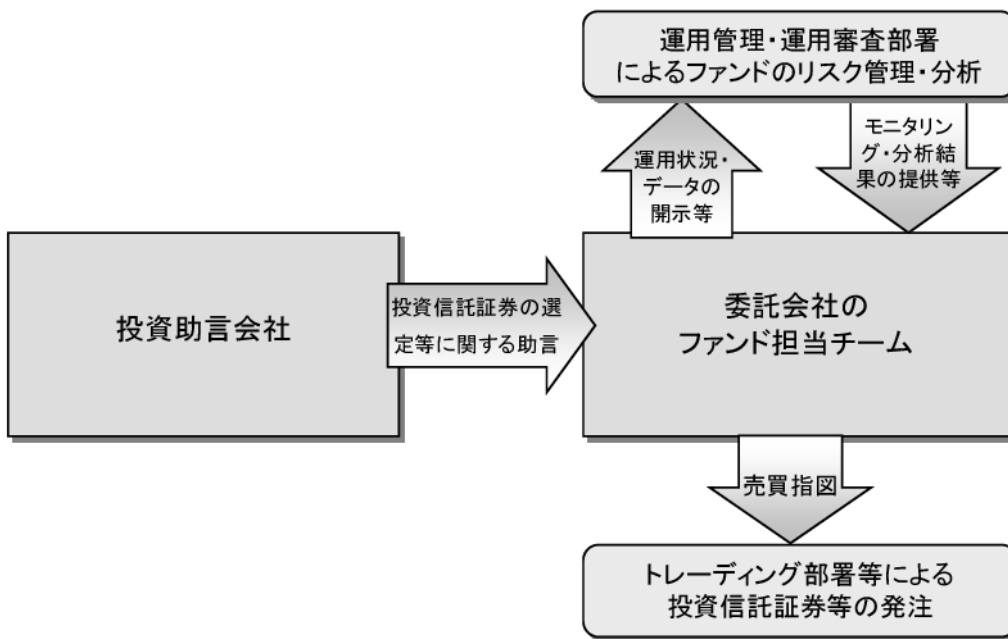 運用管理・運用審査部署
によるファンドのリスク管理・分析
運用状況・
データの
開示等
モニタリン
グ・分析結
果の提供等
投資助言会社
投資信託証券の選
定等に関する助言
委託会社の
ファンド担当チーム
売買指図
トレーディング部署等による
投資信託証券等の発注